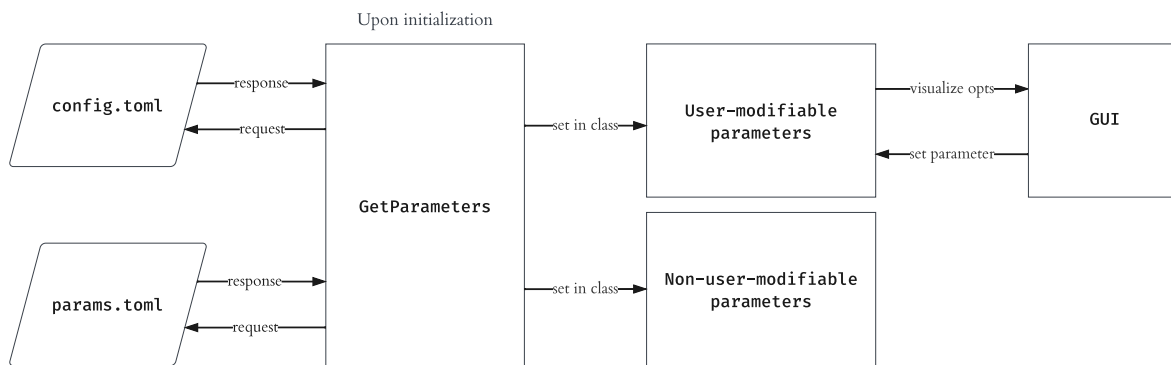 Upon initialization
config.toml
response
request
GetParameters
set in class
User-modifiable
parameters
visualize opts
set parameter
GUI
params.toml
response
request
set in class
Non-user-modifiable
parameters